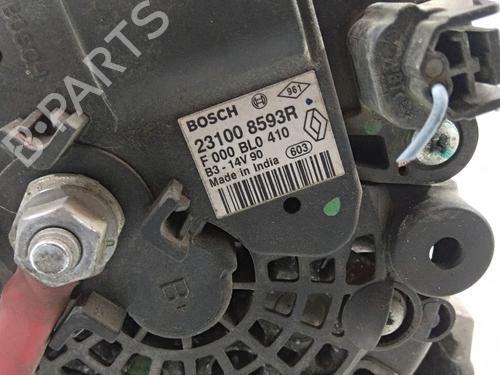 BOSCH
961
23100 8593R
F 000 BL0 410
B3 - 14V 90
Made in India
603
B+
B-PARTS